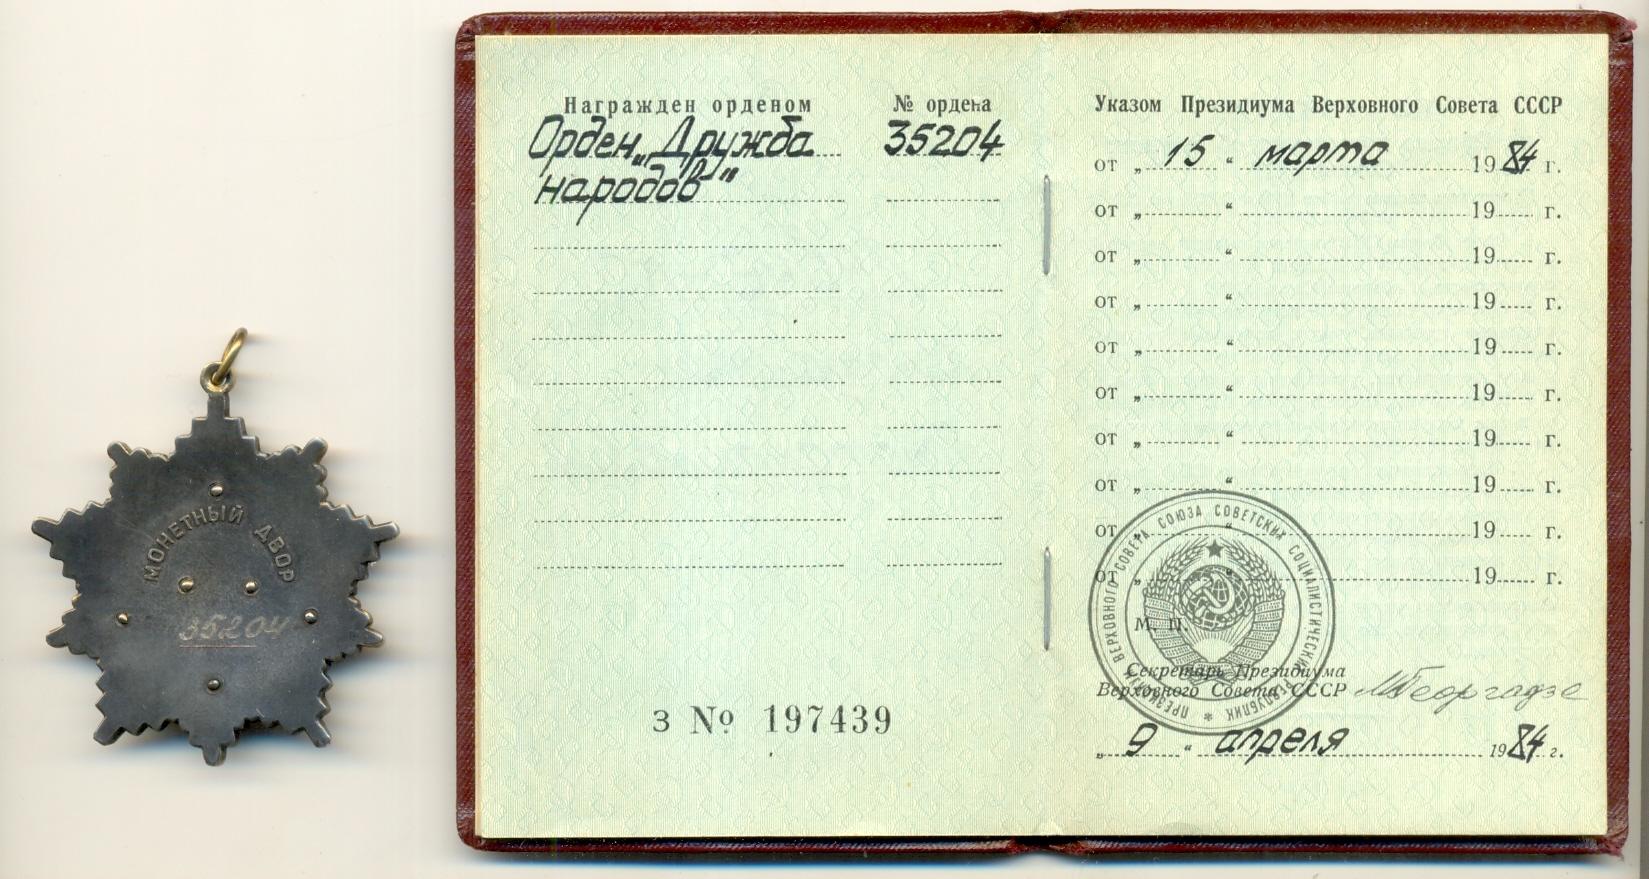 МОНЕТНЫЙ ДВОР
35204
Награжден орденом
№ ордена
Орден „Дружба
35204
народов"
З № 197439
Указом Президиума Верховного Совета СССР
от „ 15 “ марта 1984 г.
от „ “ 19 г.
от „ “ 19 г.
от „ “ 19 г.
от „ “ 19 г.
от „ “ 19 г.
от „ “ 19 г.
от „ “ 19 г.
от „ “ 19 г.
от „ “ 19 г.
ПРЕЗИДИУМ ВЕРХОВНОГО СОВЕТА СОЮЗА СОВЕТСКИХ СОЦИАЛИСТИЧЕСКИХ РЕСПУБЛИК *
М. П.
Секретарь Президиума
Верховного Совета СССР МГеоргадзе
„ 9 “ апреля 1984 г.